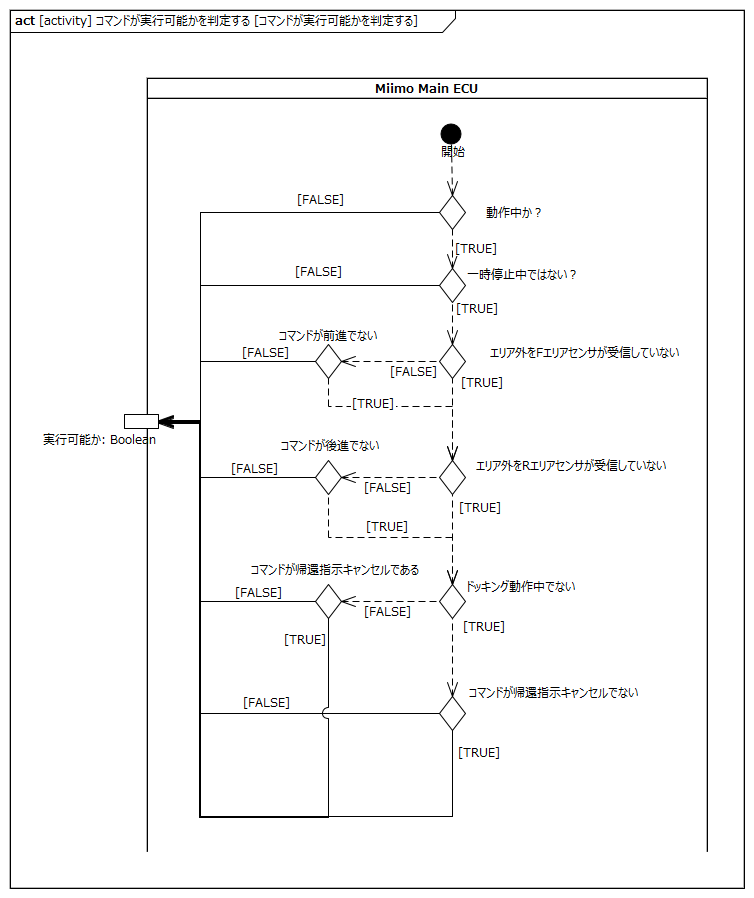 act [activity] コマンドが実行可能かを判定する [コマンドが実行可能かを判定する]
Miimo Main ECU
開始
[FALSE]
動作中か？
[TRUE]
[FALSE]
一時停止中ではない？
[TRUE]
コマンドが前進でない
[FALSE]
エリア外をFエリアセンサが受信していない
[FALSE]
[TRUE]
[TRUE]
実行可能か: Boolean
コマンドが後進でない
[FALSE]
エリア外をRエリアセンサが受信していない
[FALSE]
[TRUE]
[TRUE]
コマンドが帰還指示キャンセルである
[FALSE]
ドッキング動作中でない
[FALSE]
[TRUE]
[TRUE]
コマンドが帰還指示キャンセルでない
[FALSE]
[TRUE]